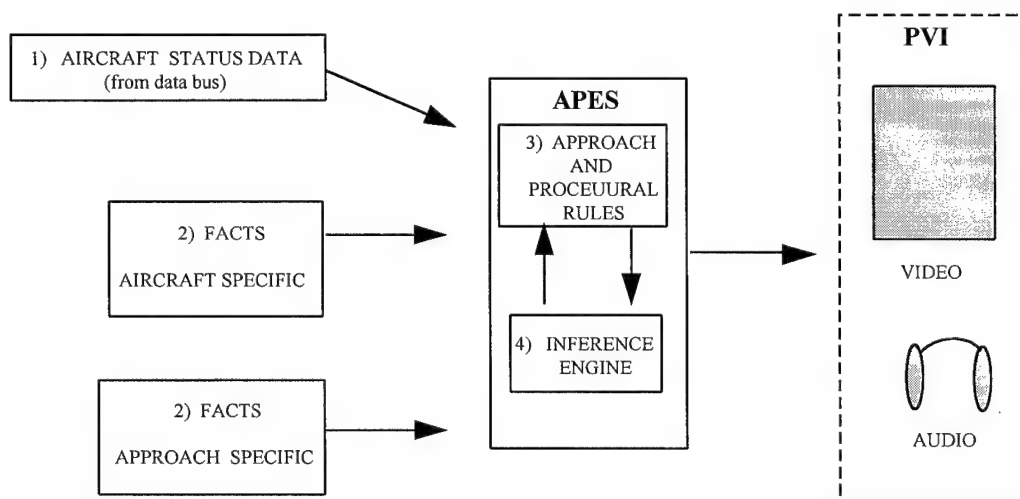 1) AIRCRAFT STATUS DATA
(from data bus)
2) FACTS
AIRCRAFT SPECIFIC
2) FACTS
APPROACH SPECIFIC
APES
3) APPROACH
AND
PROCEUURAL
RULES
4) INFERENCE
ENGINE
PVI
VIDEO
AUDIO